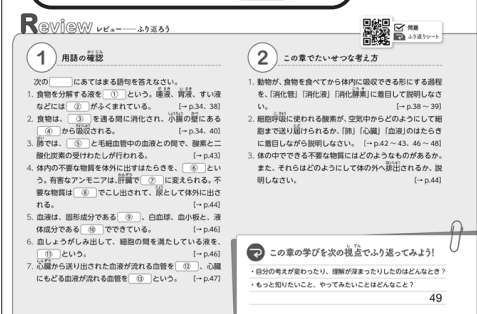 Review レビュー——ふり返ろう
問題
ふり返りシート
1 用語の確認
かくにん
次の□にあてはまる語句を答えなさい。
1. 食物を分解する液を ① という。唾液、胃液、すい液
などには ② がふくまれている。 [→p.34、38]
2. 食物は、 ③ を通る間に消化され、小腸の壁にある
④ から吸収される。 [→p.34、40]
3. 肺では、 ⑤ と毛細血管中の血液との間で、酸素と二
酸化炭素の受けわたしが行われる。 [→p.43]
4. 体内の不要な物質を体外に出すはたらきを、 ⑥ とい
う。有害なアンモニアは、肝臓で ⑦ に変えられる。不
要な物質は ⑧ でこし出されて、尿として体外に出さ
れる。 [→p.44]
5. 血液は、固形成分である ⑨ 、白血球、血小板と、液
体成分である ⑩ でできている。 [→p.46]
6. 血しょうがしみ出して、細胞の間を満たしている液を、
⑪ という。 [→p.46]
7. 心臓から送り出された血液が流れる血管を ⑫ 、心臓
にもどる血液が流れる血管を ⑬ という。 [→p.47]
2 この章でたいせつな考え方
1. 動物が、食物を食べてから体内に吸収できる形にする過程
を、「消化管」「消化液」「消化酵素」に着目して説明しなさ
い。 [→p.38～39]
2. 細胞呼吸に使われる酸素が、空気中からどのようにして細
胞まで送り届けられるか、「肺」「心臓」「血液」のはたらき
に着目しながら説明しなさい。 [→p.42～43、46～48]
3. 体の中でできる不要な物質にはどのようなものがあるか。
また、それらはどのようにして体の外へ排出されるか、説
明しなさい。 [→p.44]
この章の学びを次の視点でふり返ってみよう!
・自分の考えが変わったり、理解が深まったりしたのはどんなとき?
・もっと知りたいこと、やってみたいことはどんなこと?
49